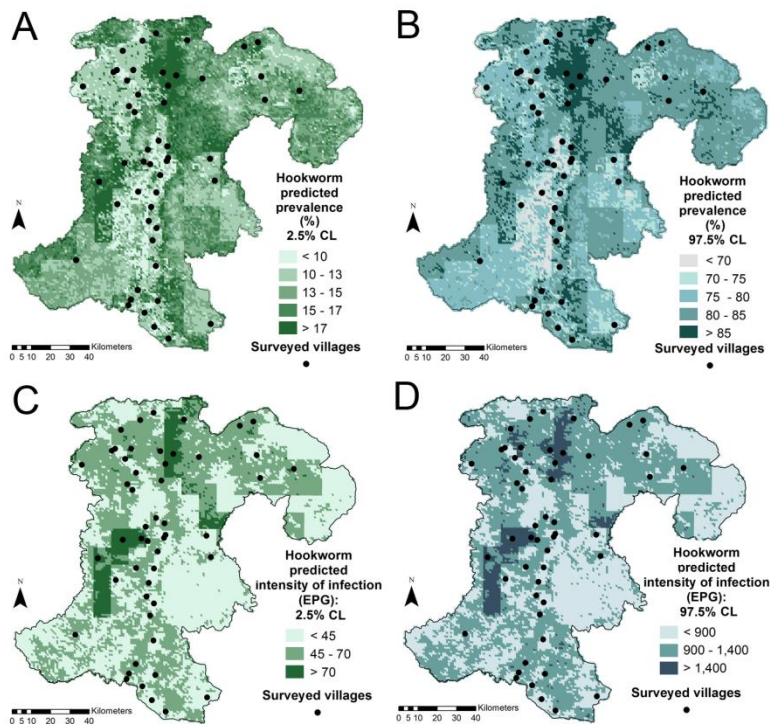 A
N
Hookworm
predicted
prevalence
(%)
2.5% CL
< 10
10 - 13
13 - 15
15 - 17
> 17
Surveyed villages
Kilometers
0 5 10 20 30 40
B
N
Hookworm
predicted
prevalence
(%)
97.5% CL
< 70
70 - 75
75 - 80
80 - 85
> 85
Surveyed villages
Kilometers
0 5 10 20 30 40
C
N
Hookworm
predicted
intensity of infection
(EPG):
2.5% CL
< 45
45 - 70
> 70
Surveyed villages
Kilometers
0 5 10 20 30 40
D
N
Hookworm
predicted
intensity of infection
(EPG):
97.5% CL
< 900
900 - 1,400
> 1,400
Surveyed villages
Kilometers
0 5 10 20 30 40